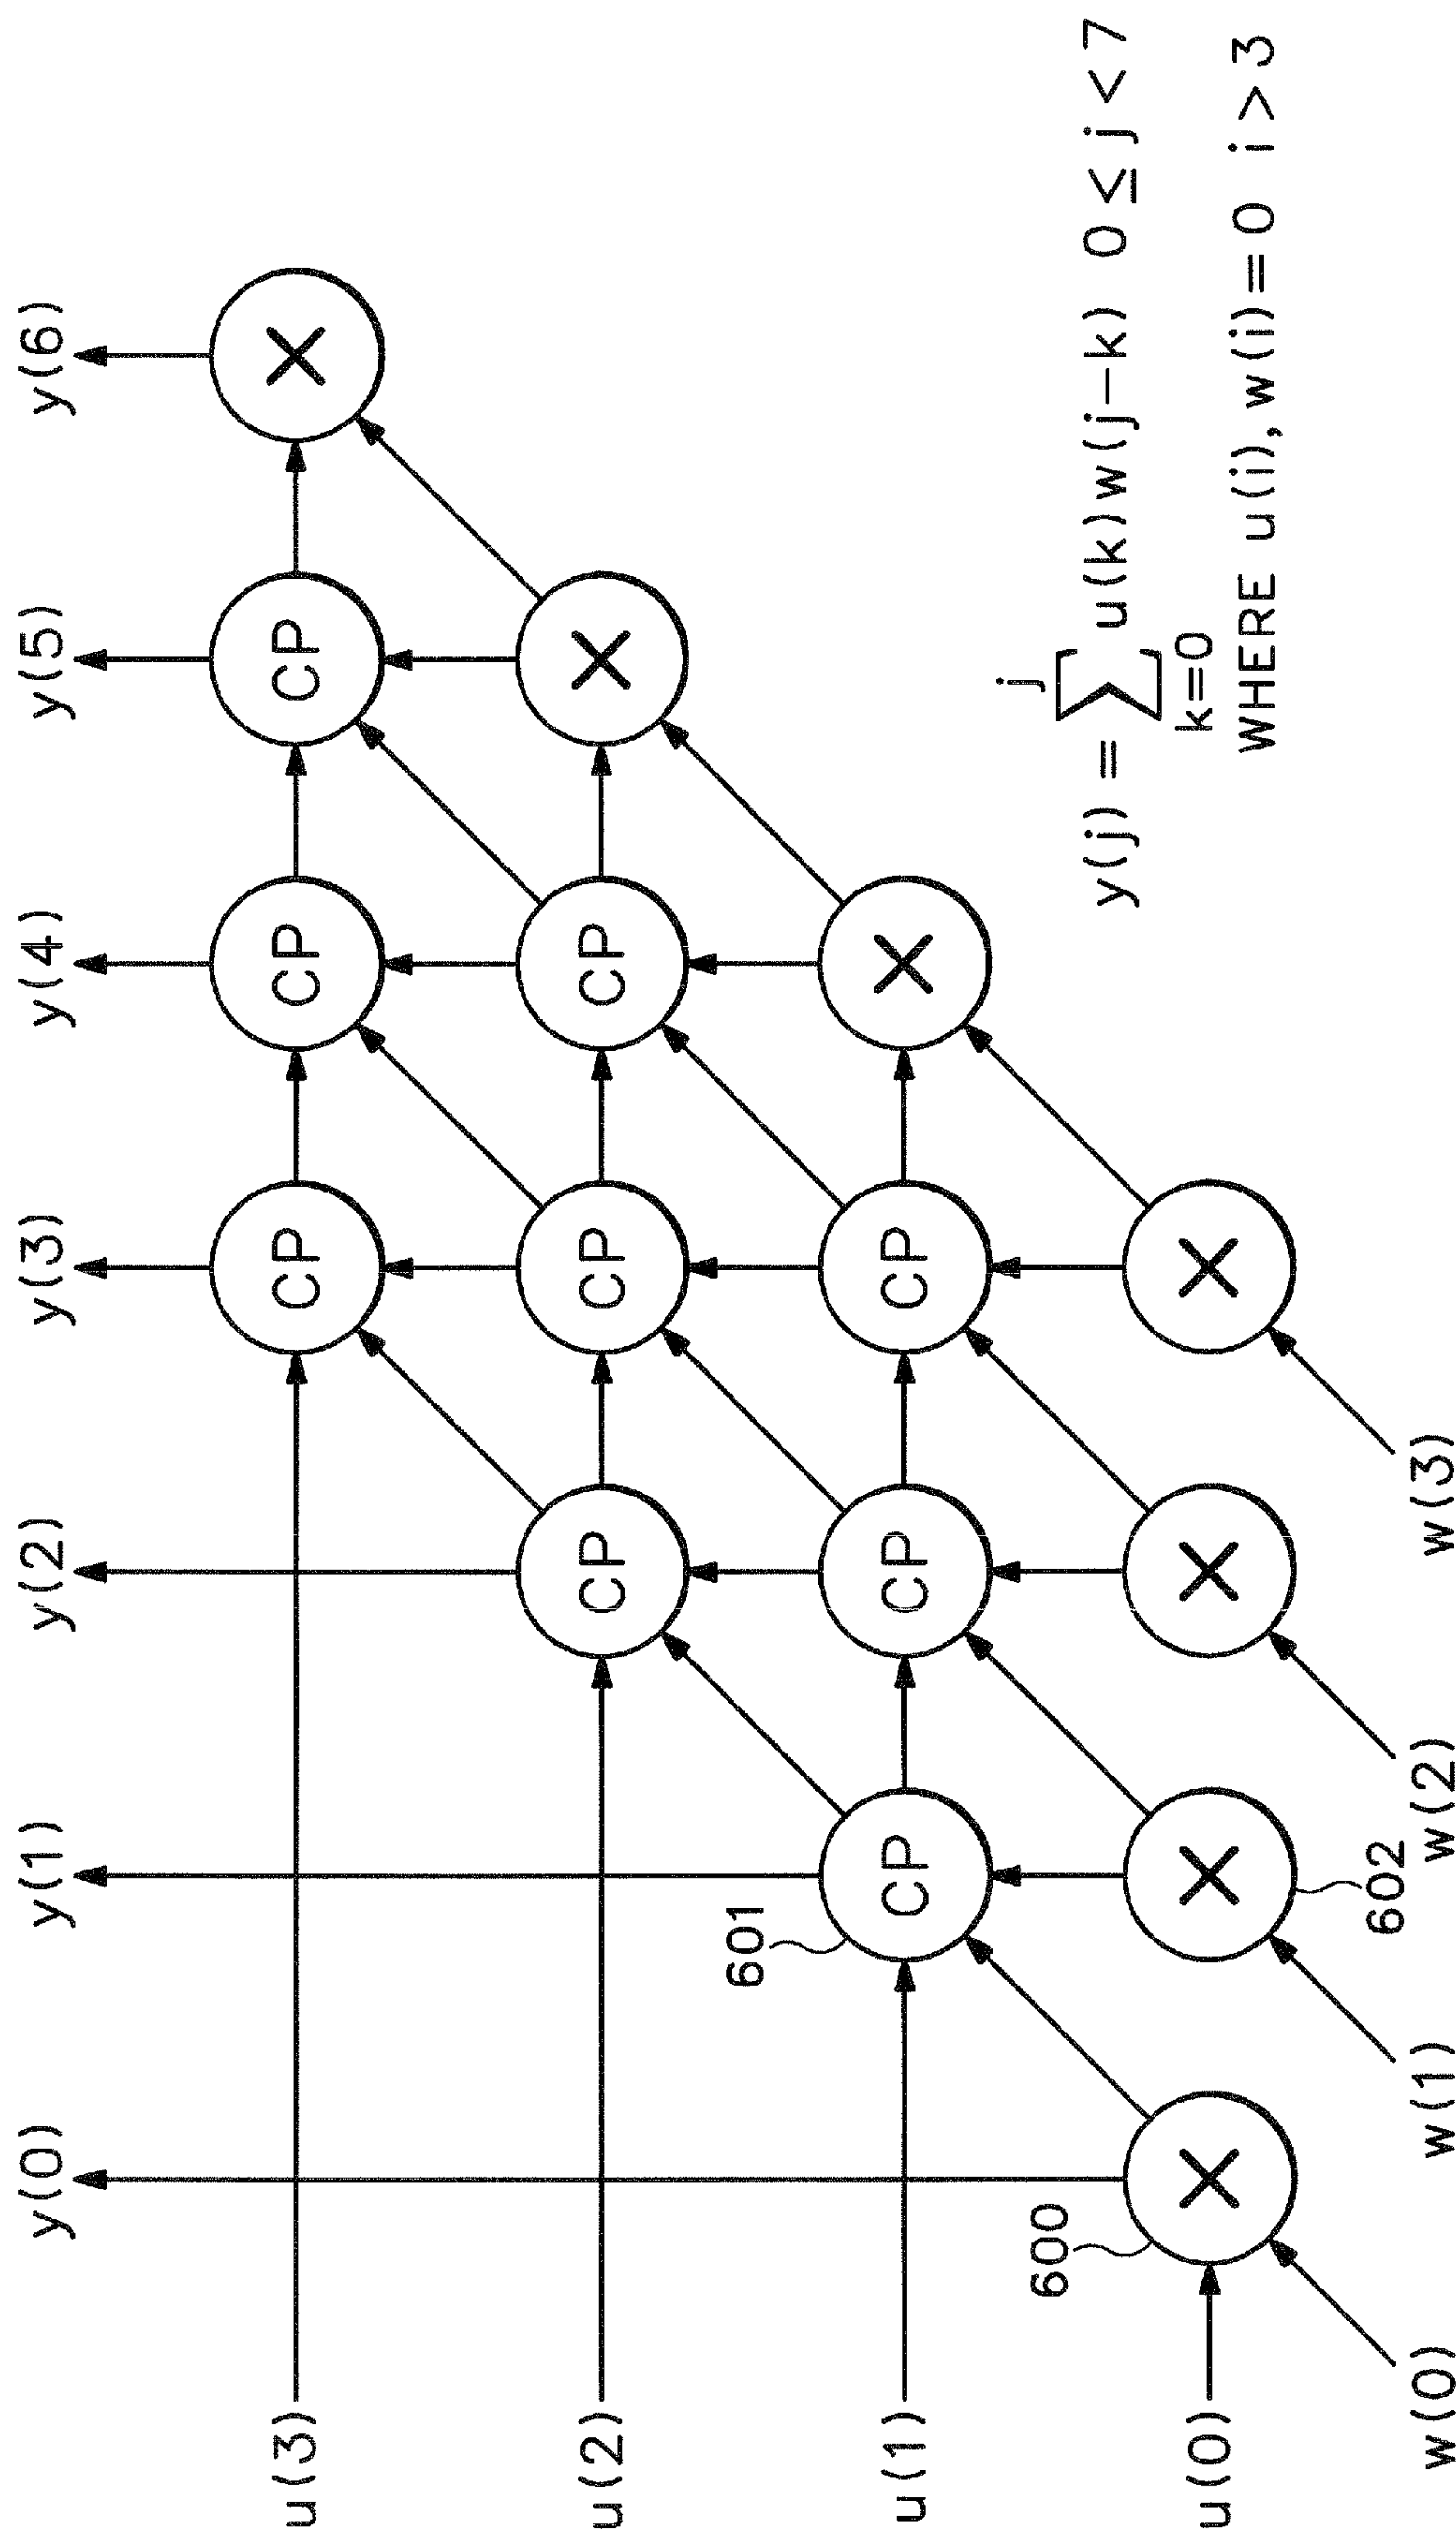 y(0) y(1) y(2) y(3) y(4) y(5) y(6)
u(3) CP CP CP ×
u(2) CP CP CP ×
601
u(1) CP CP CP ×
600
u(0) × × × ×
602
w(0) w(1) w(2) w(3)
j
y(j) = ∑ u(k)w(j−k) 0 ≤ j < 7
k=0
WHERE u(i), w(i)=0 i > 3